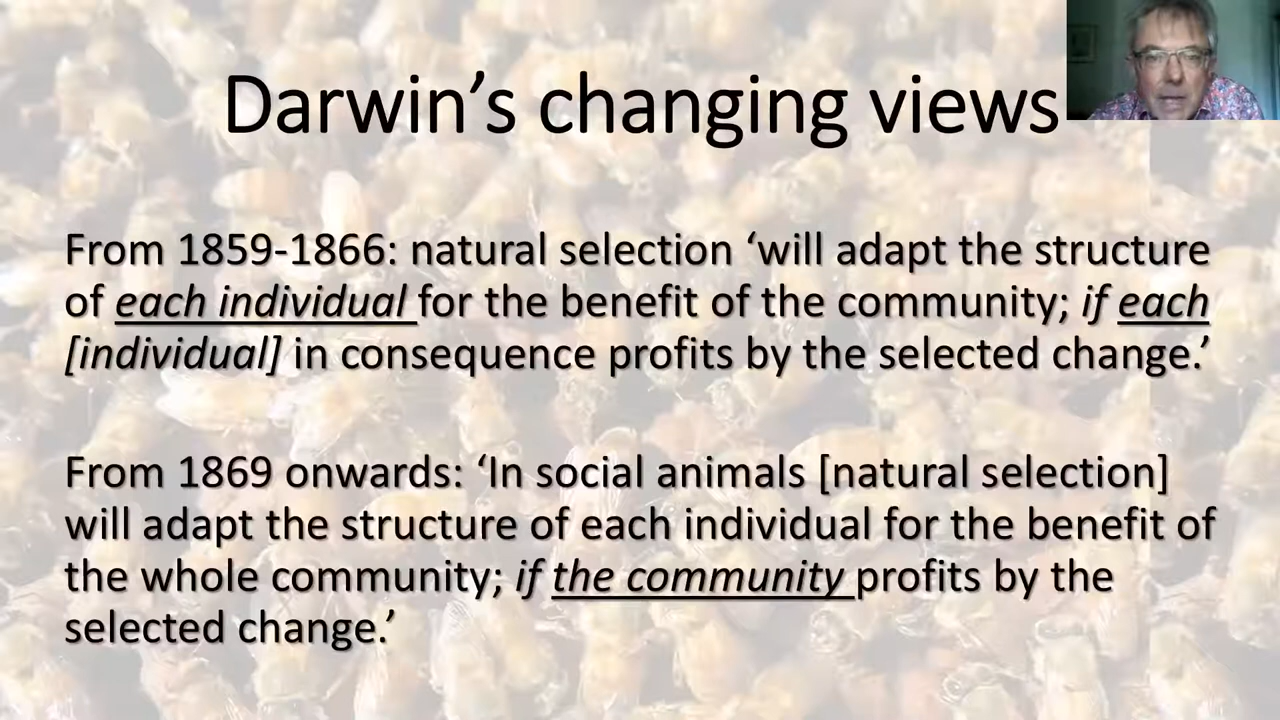 Darwin’s changing views
From 1859-1866: natural selection ‘will adapt the structure
of each individual for the benefit of the community; if each
[individual] in consequence profits by the selected change.’
From 1869 onwards: ‘In social animals [natural selection]
will adapt the structure of each individual for the benefit of
the whole community; if the community profits by the
selected change.’